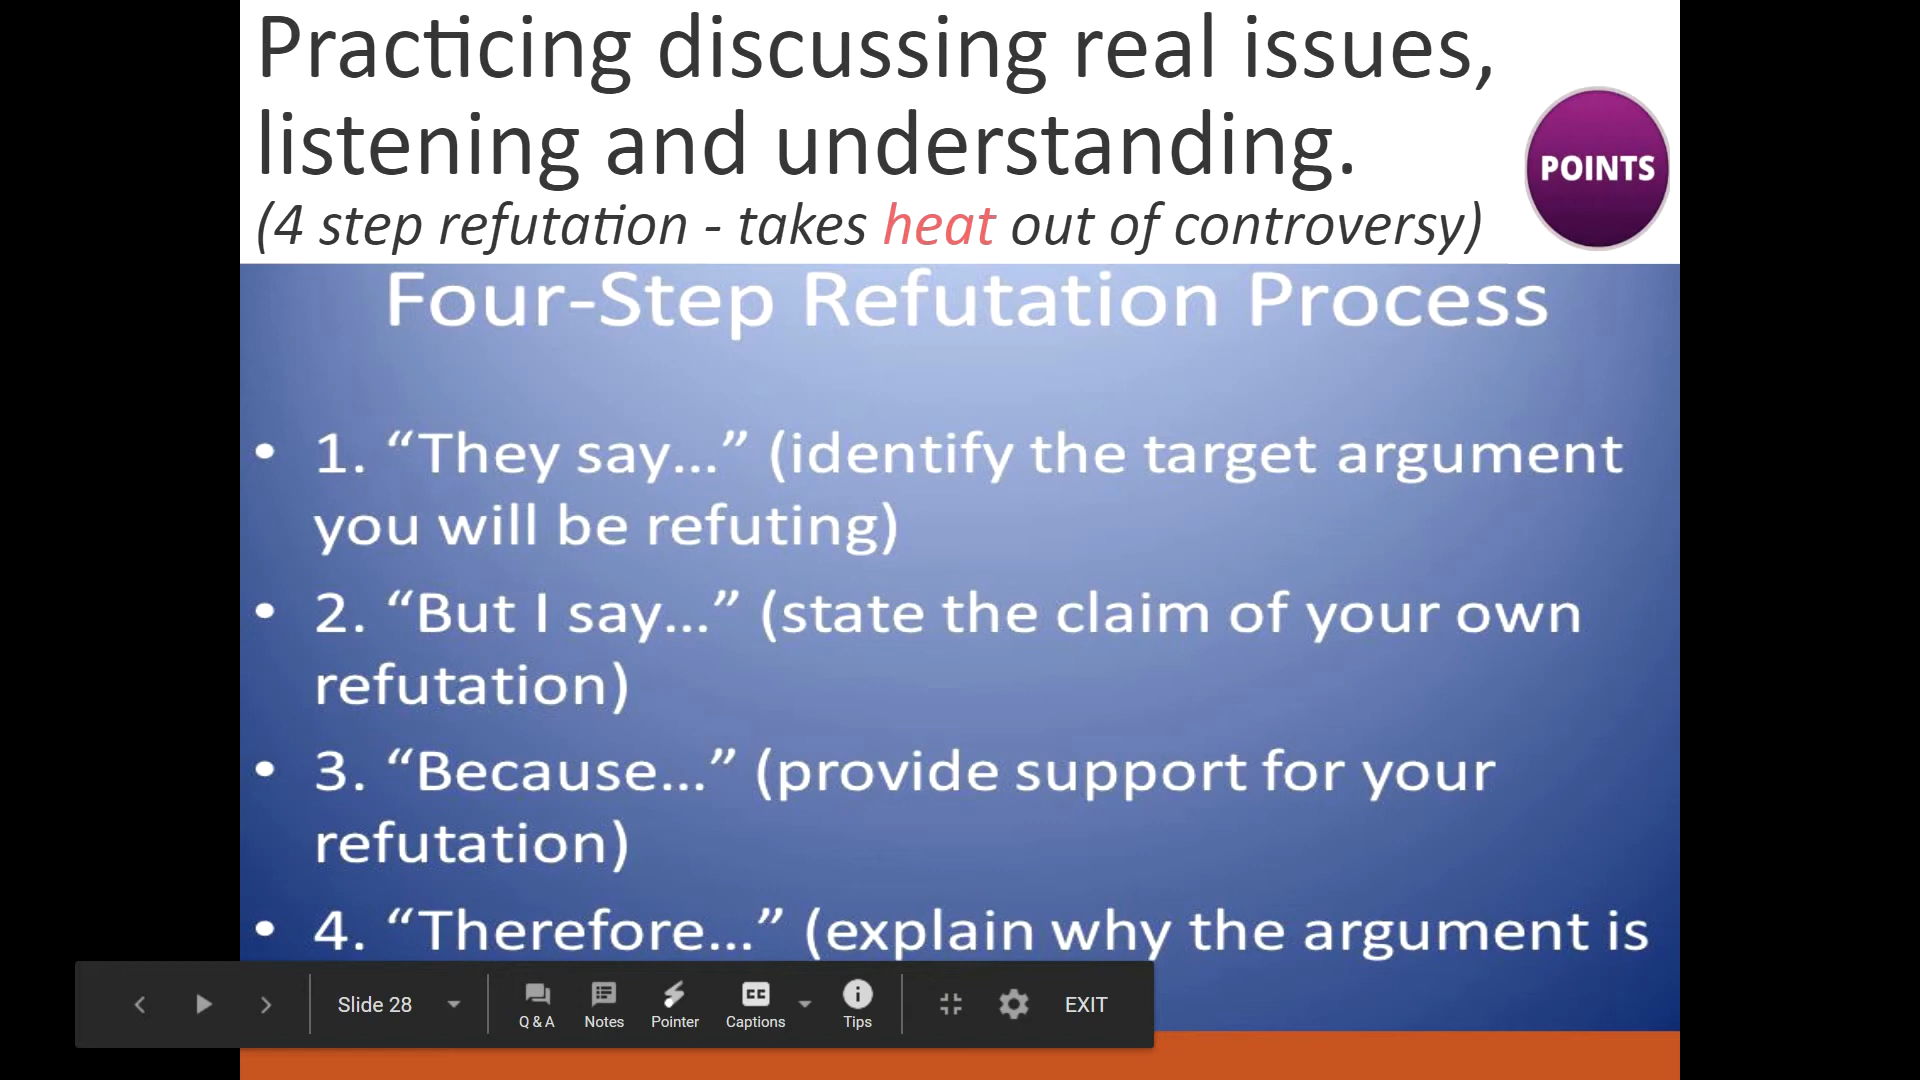 Practicing discussing real issues,
listening and understanding.
(4 step refutation - takes heat out of controversy)
POINTS
Four-Step Refutation Process
• 1. “They say...” (identify the target argument
you will be refuting)
• 2. “But I say...” (state the claim of your own
refutation)
• 3. “Because...” (provide support for your
refutation)
• 4. “Therefore...” (explain why the argument is
Slide 28
Q & A
Notes
Pointer
CC
Captions
i
Tips
EXIT